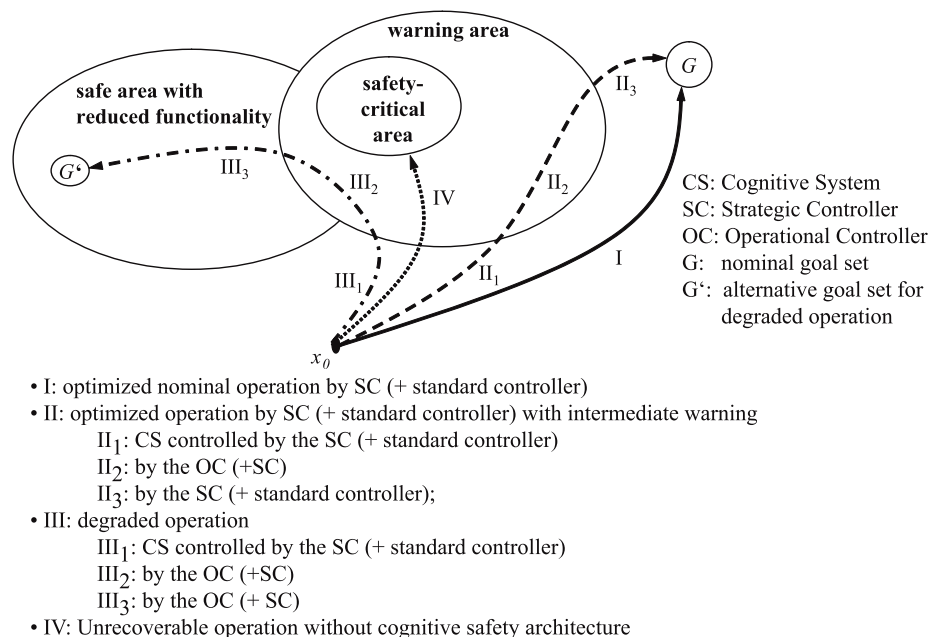 warning area
safe area with
reduced functionality
safety-
critical
area
G
G‘
II3
III3
III2
II2
IV
CS: Cognitive System
SC: Strategic Controller
OC: Operational Controller
G: nominal goal set
G‘: alternative goal set for
degraded operation
I
III1
II1
x0
• I: optimized nominal operation by SC (+ standard controller)
• II: optimized operation by SC (+ standard controller) with intermediate warning
II1: CS controlled by the SC (+ standard controller)
II2: by the OC (+SC)
II3: by the SC (+ standard controller);
• III: degraded operation
III1: CS controlled by the SC (+ standard controller)
III2: by the OC (+SC)
III3: by the OC (+ SC)
• IV: Unrecoverable operation without cognitive safety architecture